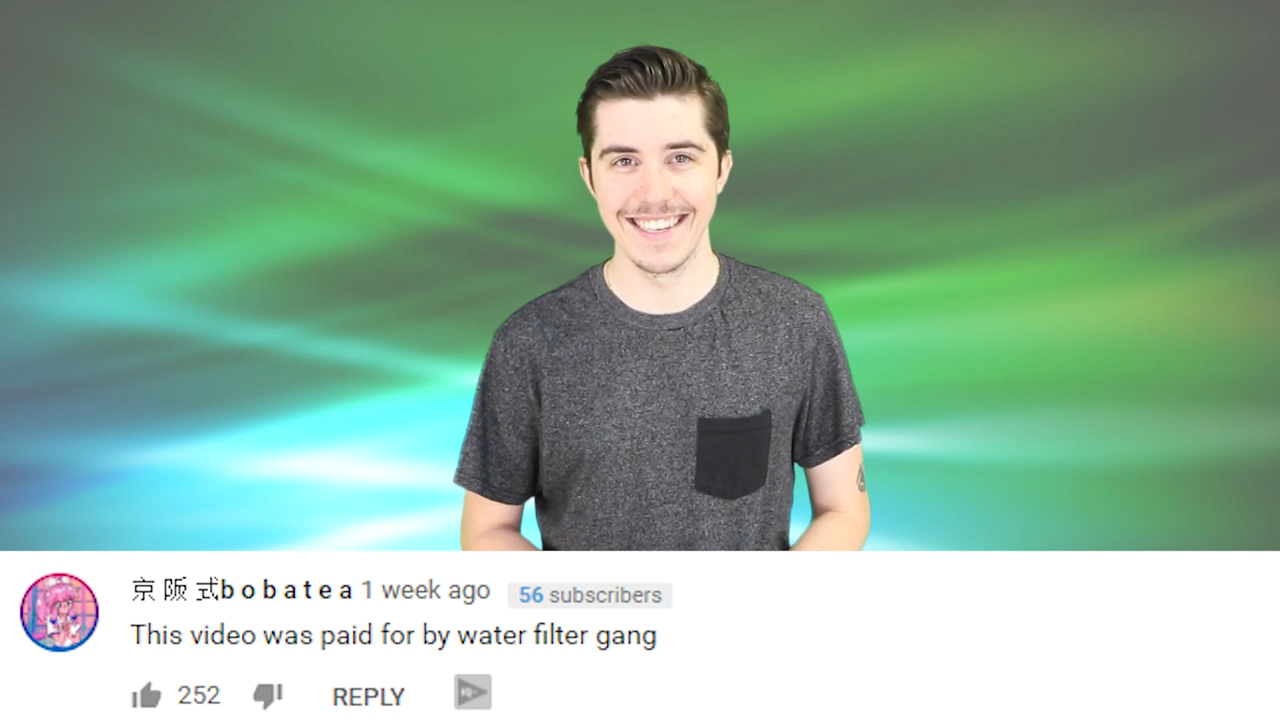 京 阪 式b o b a t e a 1 week ago 56 subscribers
This video was paid for by water filter gang
252 REPLY